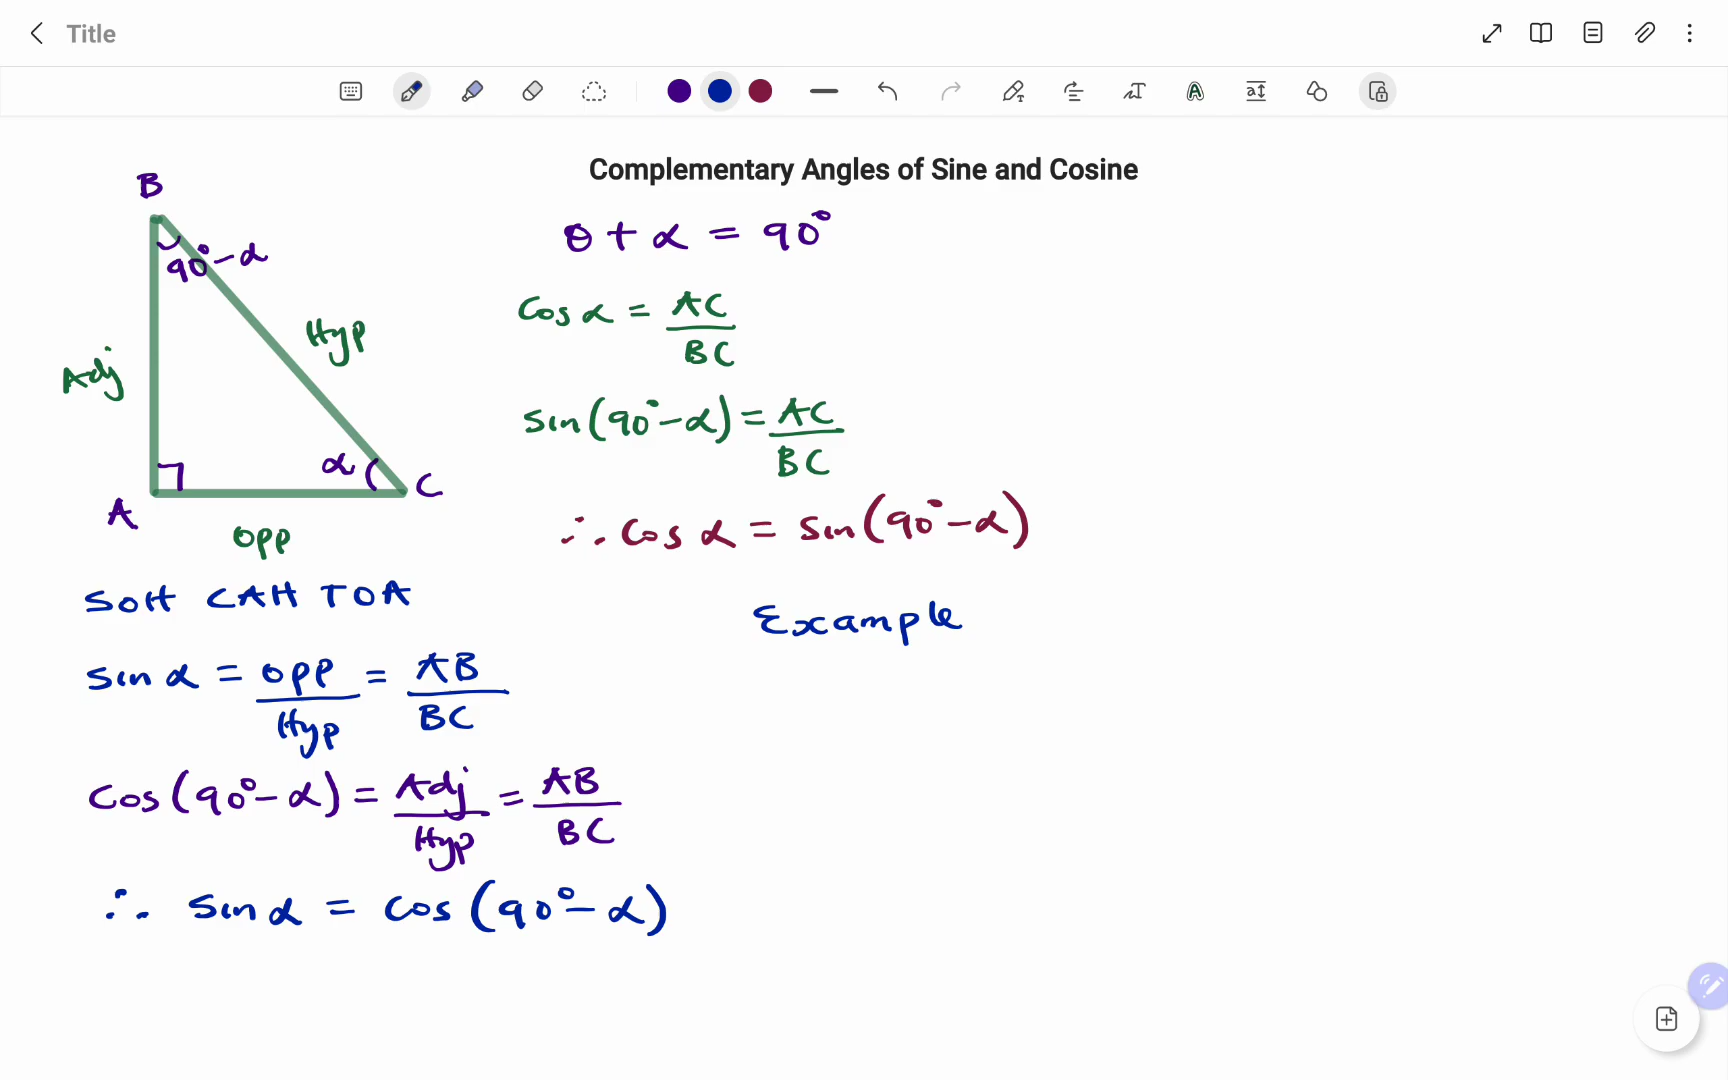 Title
Complementary Angles of Sine and Cosine
B
90° - α
Adj
Hyp
α
A
C
opp
θ + α = 90°
Cos α = AC / BC
sin(90° - α) = AC / BC
∴ Cos α = sin(90° - α)
SOH CAH TOA
sin α = opp / Hyp = AB / BC
Cos(90° - α) = Adj / Hyp = AB / BC
∴ sin α = cos(90° - α)
Example